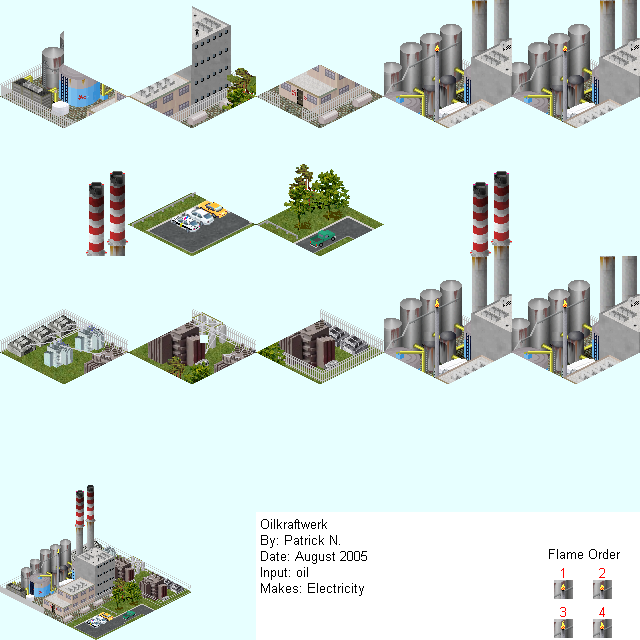 Oilkraftwerk
By: Patrick N.
Date: August 2005
Input: oil
Makes: Electricity
Flame Order
1 2
3 4